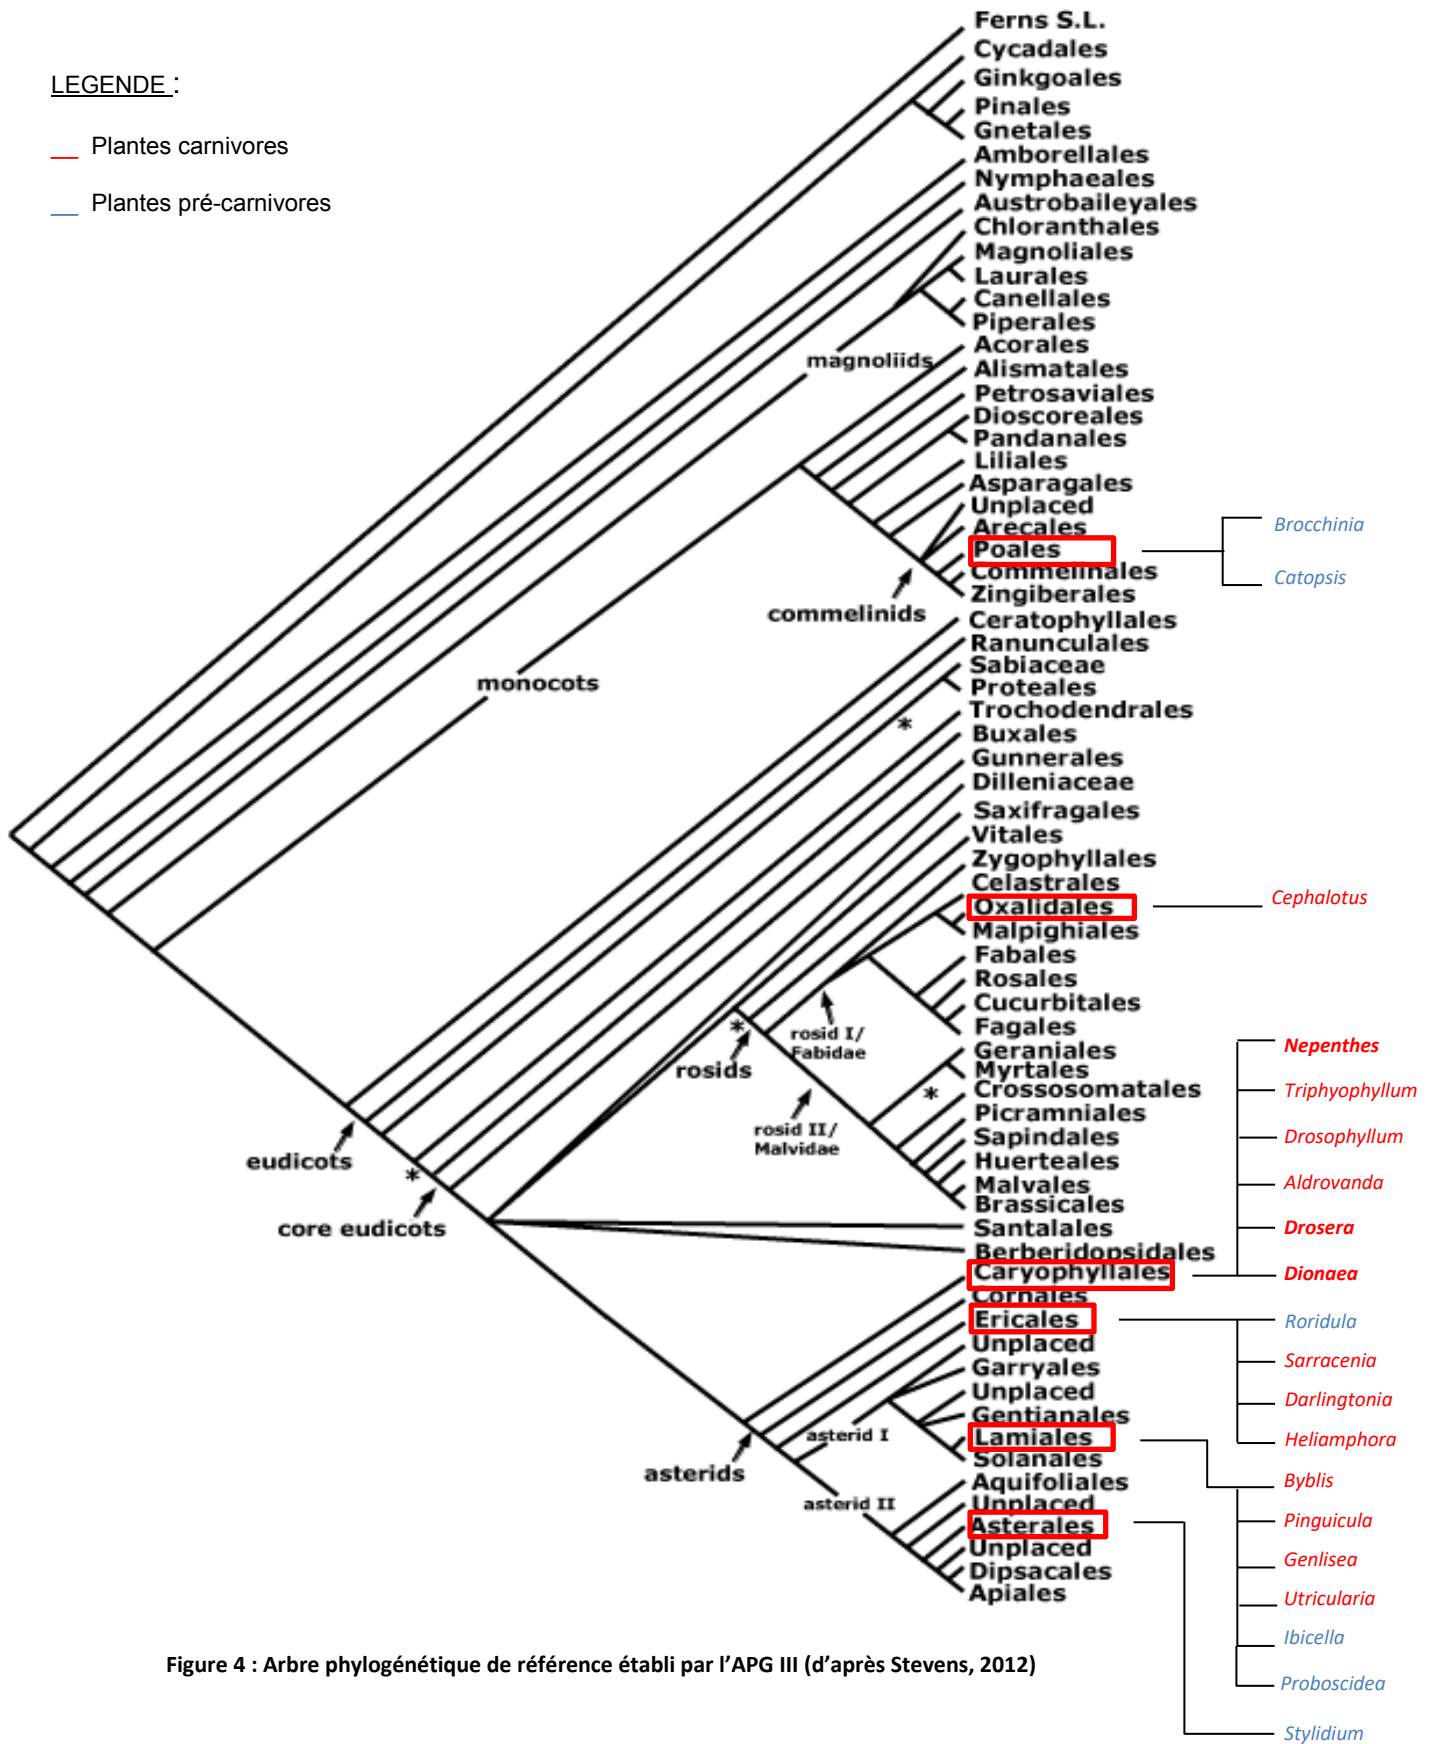 LEGENDE :
__ Plantes carnivores
__ Plantes pré-carnivores
Ferns S.L.
Cycadales
Ginkgoales
Pinales
Gnetales
Amborellales
Nymphaeales
Austrobaileyales
Chloranthales
Magnoliales
Laurales
Canellales
Piperales
magnoliids
Acorales
Alismatales
Petrosaviales
Dioscoreales
Pandanales
Liliales
Asparagales
Unplaced
Arecales
Poales
Commelinales
Zingiberales
commelinids
monocots
Brocchinia
Catopsis
Ceratophyllales
Ranunculales
Sabiaceae
Proteales
*
Trochodendrales
Buxales
Gunnerales
Dilleniaceae
Saxifragales
Vitales
Zygophyllales
Celastrales
Oxalidales
Cephalotus
Malpighiales
Fabales
Rosales
Cucurbitales
Fagales
rosid I/
Fabidae
*
rosids
Geraniales
Myrtales
*
Crossosomatales
Picramniales
Sapindales
Huerteales
Malvales
Brassicales
rosid II/
Malvidae
eudicots
*
core eudicots
Santalales
Berberidopsidales
Caryophyllales
Nepenthes
Triphyophyllum
Drosophyllum
Aldrovanda
Drosera
Dionaea
Cornales
Ericales
Roridula
Sarracenia
Darlingtonia
Heliamphora
Unplaced
Garryales
Unplaced
Gentianales
Lamiales
Solanales
asterid I
asterids
asterid II
Byblis
Pinguicula
Genlisea
Utricularia
Ibicella
Proboscidea
Aquifoliales
Unplaced
Asterales
Unplaced
Dipsacales
Apiales
Stylidium
Figure 4 : Arbre phylogénétique de référence établi par l’APG III (d’après Stevens, 2012)